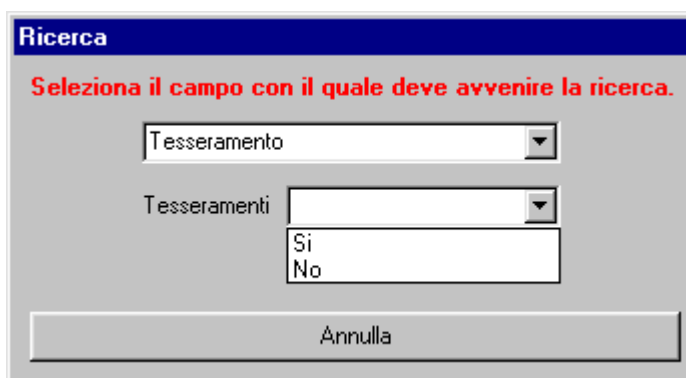 Ricerca
Seleziona il campo con il quale deve avvenire la ricerca.
Tesseramento
Tesseramenti
Si
No
Annulla